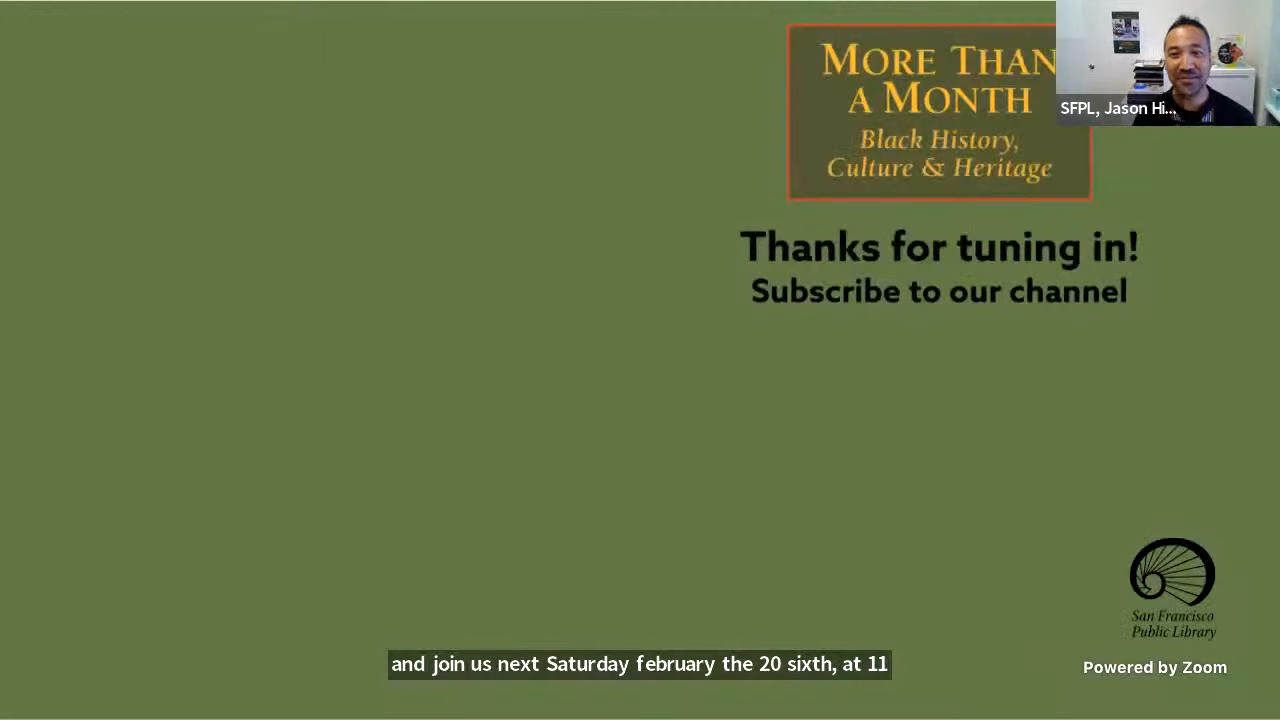 MORE THAN
A MONTH
Black History,
Culture & Heritage
SFPL, Jason Hi...
Thanks for tuning in!
Subscribe to our channel
San Francisco
Public Library
and join us next Saturday february the 20 sixth, at 11
Powered by Zoom